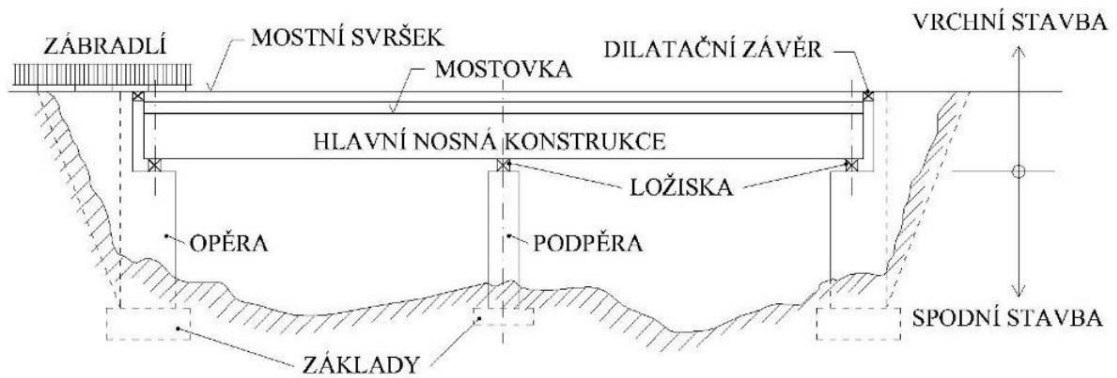 VRCHNÍ STAVBA
ZÁBRADLÍ
MOSTNÍ SVRŠEK
DILATAČNÍ ZÁVĚR
MOSTOVKA
HLAVNÍ NOSNÁ KONSTRUKCE
LOŽISKA
OPĚRA
PODPĚRA
SPODNÍ STAVBA
ZÁKLADY